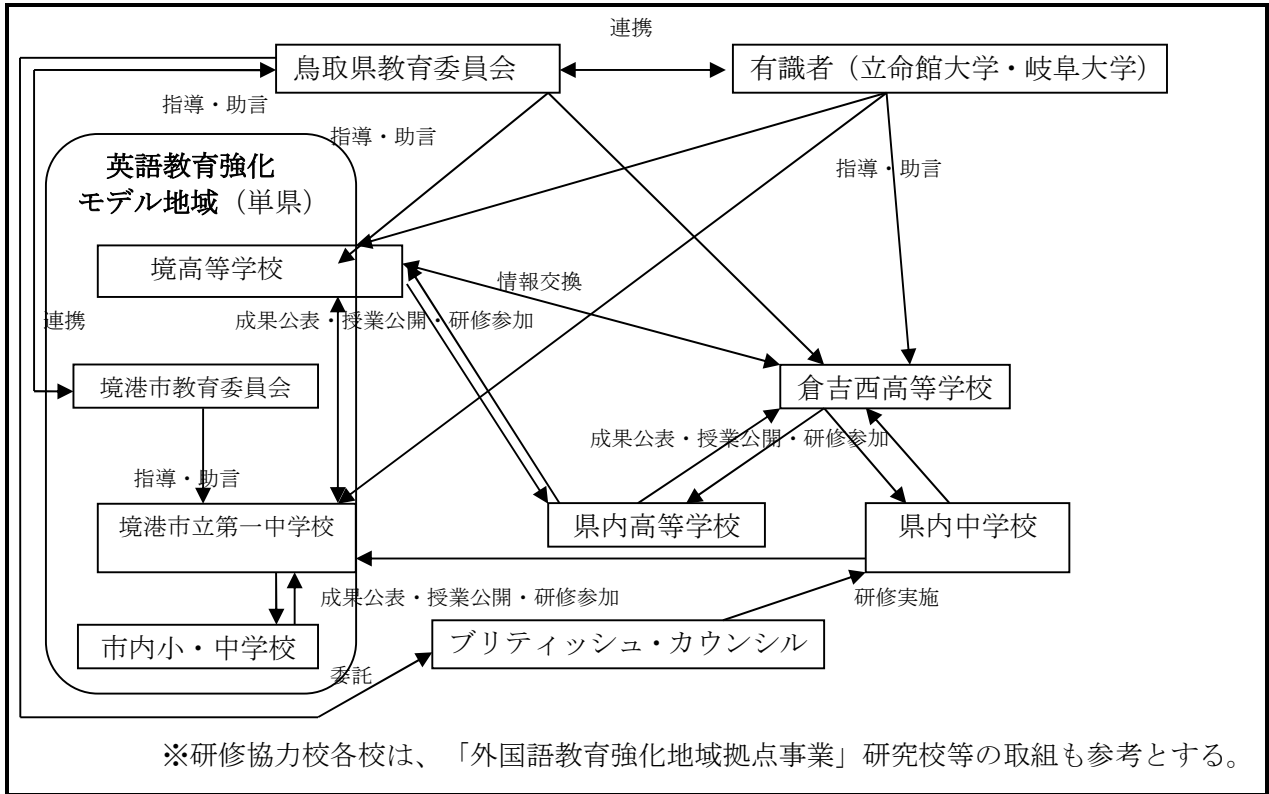 連携
鳥取県教育委員会
有識者（立命館大学・岐阜大学）
指導・助言
指導・助言
指導・助言
英語教育強化
モデル地域（単県）
境高等学校
情報交換
連携
成果公表・授業公開・研修参加
境港市教育委員会
倉吉西高等学校
成果公表・授業公開・研修参加
指導・助言
境港市立第一中学校
県内高等学校
県内中学校
成果公表・授業公開・研修参加
研修実施
市内小・中学校
ブリティッシュ・カウンシル
委託
※研修協力校各校は、「外国語教育強化地域拠点事業」研究校等の取組も参考とする。